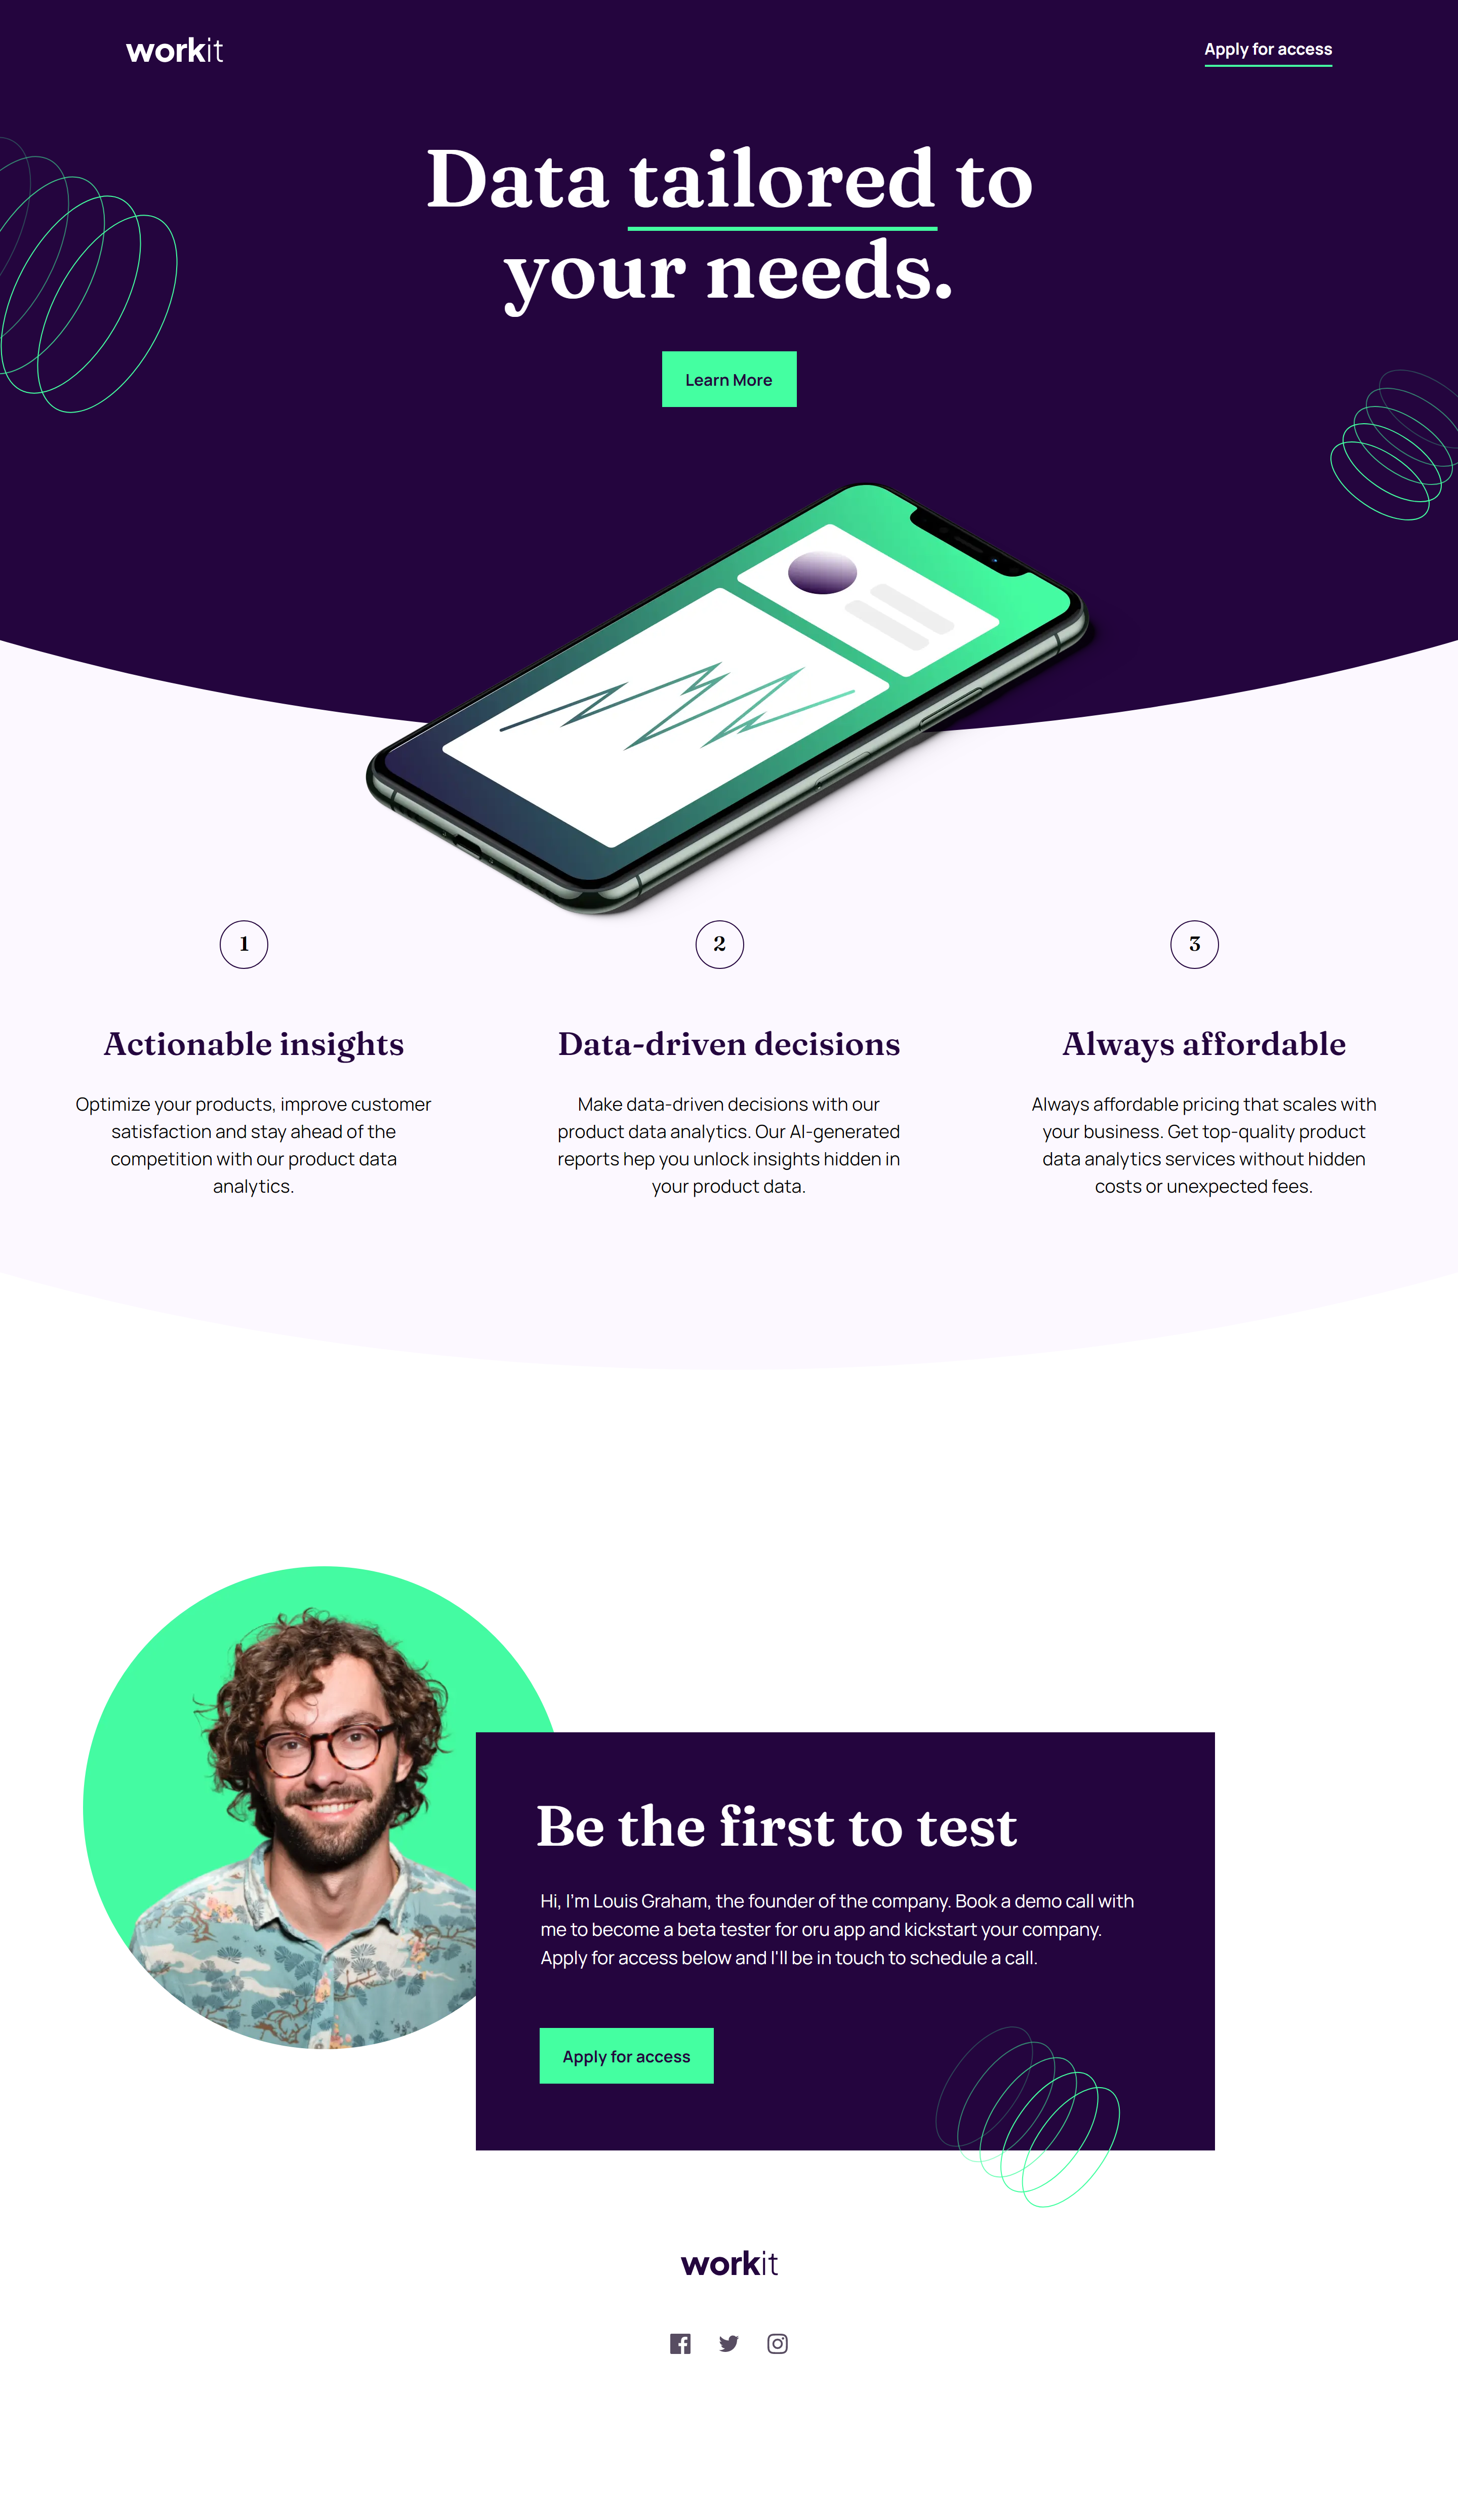 workit
Apply for access
Data tailored to
your needs.
Learn More
1
2
3
Actionable insights
Optimize your products, improve customer
satisfaction and stay ahead of the
competition with our product data
analytics.
Data-driven decisions
Make data-driven decisions with our
product data analytics. Our AI-generated
reports hep you unlock insights hidden in
your product data.
Always affordable
Always affordable pricing that scales with
your business. Get top-quality product
data analytics services without hidden
costs or unexpected fees.
Be the first to test
Hi, I'm Louis Graham, the founder of the company. Book a demo call with
me to become a beta tester for oru app and kickstart your company.
Apply for access below and I'll be in touch to schedule a call.
Apply for access
workit